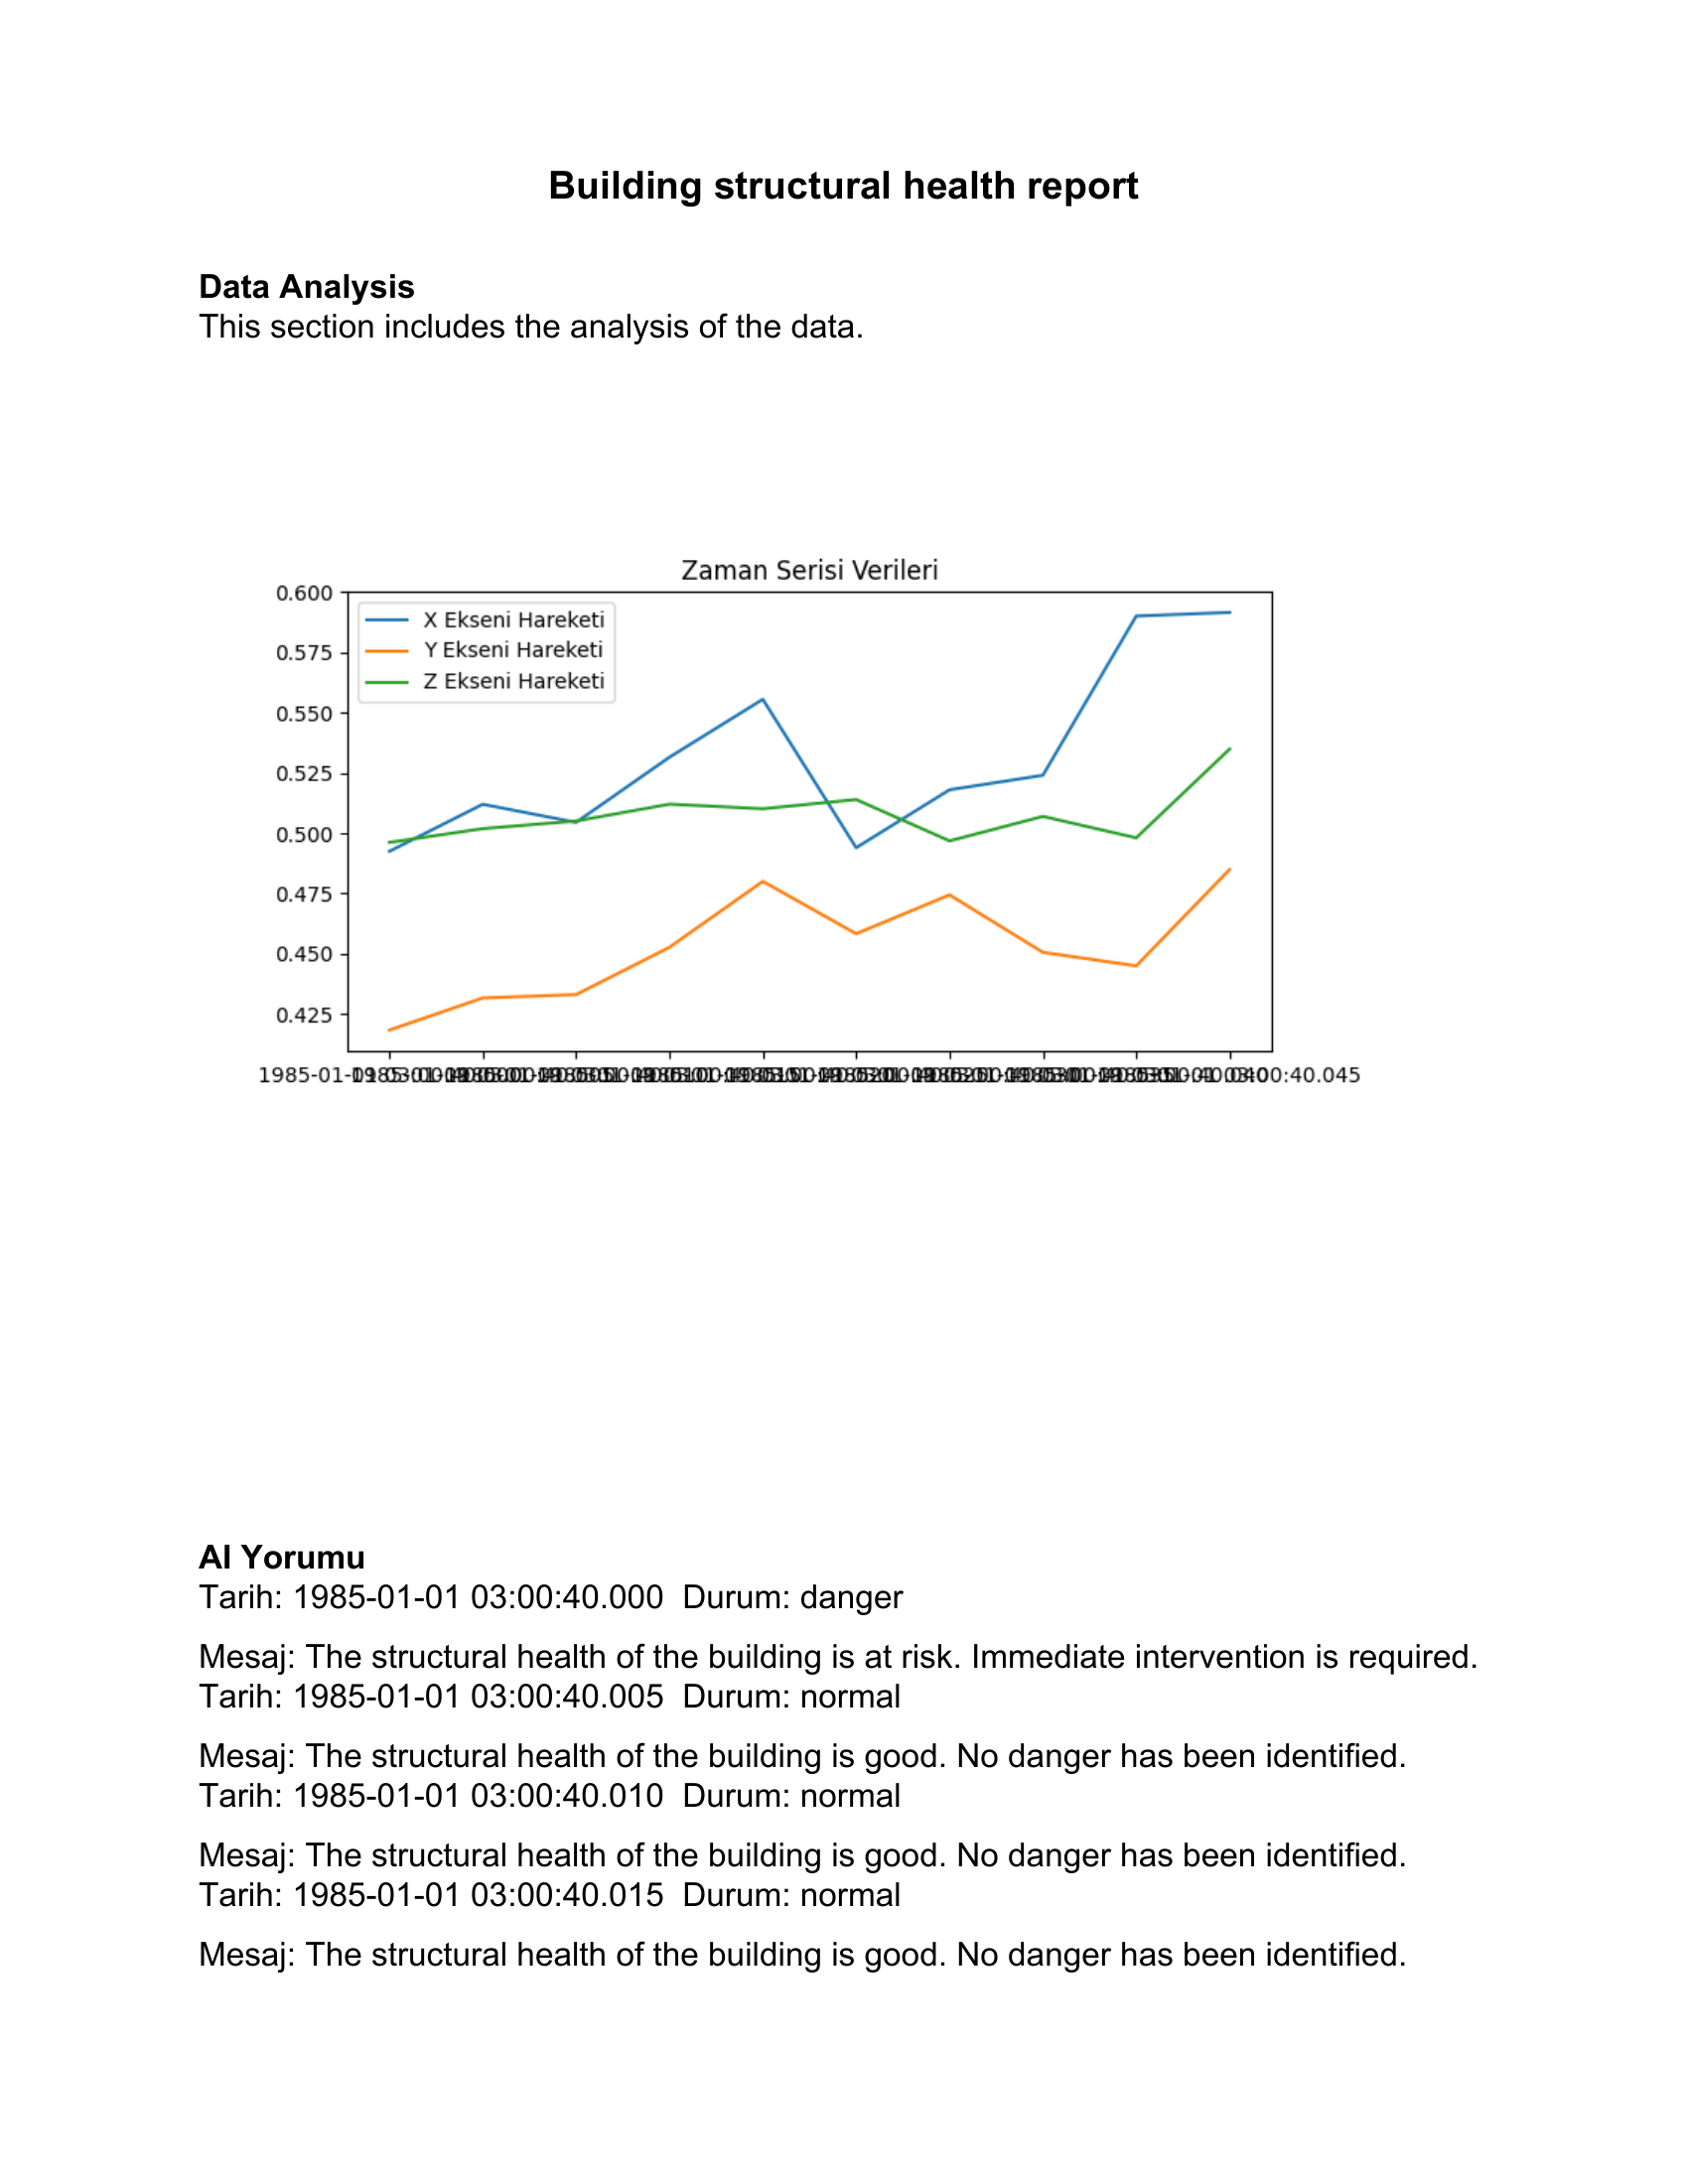 Building structural health report
Data Analysis
This section includes the analysis of the data.
Zaman Serisi Verileri
0.600
0.575
0.550
0.525
0.500
0.475
0.450
0.425
X Ekseni Hareketi
Y Ekseni Hareketi
Z Ekseni Hareketi
AI Yorumu
Tarih: 1985-01-01 03:00:40.000  Durum: danger
Mesaj: The structural health of the building is at risk. Immediate intervention is required.
Tarih: 1985-01-01 03:00:40.005  Durum: normal
Mesaj: The structural health of the building is good. No danger has been identified.
Tarih: 1985-01-01 03:00:40.010  Durum: normal
Mesaj: The structural health of the building is good. No danger has been identified.
Tarih: 1985-01-01 03:00:40.015  Durum: normal
Mesaj: The structural health of the building is good. No danger has been identified.